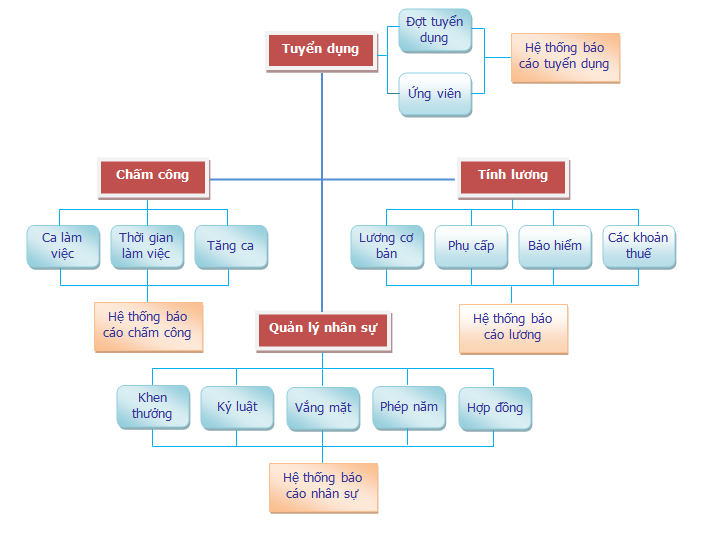 Tuyển dụng
Đợt tuyển
dụng
Ứng viên
Hệ thống báo
cáo tuyển dụng
Chấm công
Tính lương
Ca làm
việc
Thời gian
làm việc
Tăng ca
Lương cơ
bản
Phụ cấp
Bảo hiểm
Các khoản
thuế
Hệ thống báo
cáo chấm công
Hệ thống báo
cáo lương
Quản lý nhân sự
Khen
thưởng
Kỷ luật
Vắng mặt
Phép năm
Hợp đồng
Hệ thống báo
cáo nhân sự